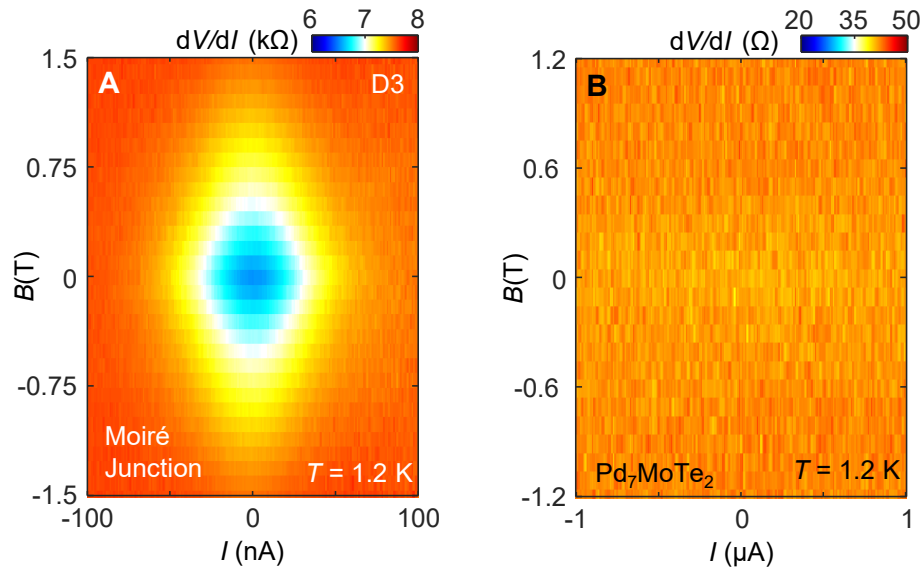 dV/dI (kΩ) 6 7 8
A D3
1.5
0.75
0
-0.75
-1.5
B(T)
Moiré
Junction
T = 1.2 K
-100 0 100
I (nA)
dV/dI (Ω) 20 35 50
B
1.2
0.6
0
-0.6
-1.2
B(T)
Pd₇MoTe₂ T = 1.2 K
-1 0 1
I (µA)